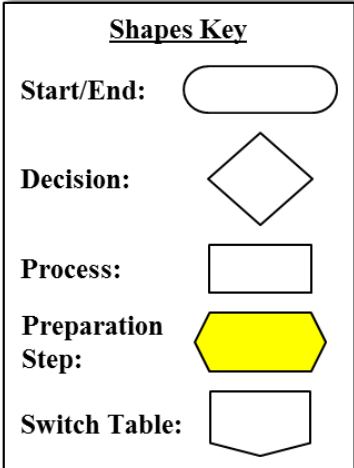 Shapes Key
Start/End:
Decision:
Process:
Preparation
Step:
Switch Table: